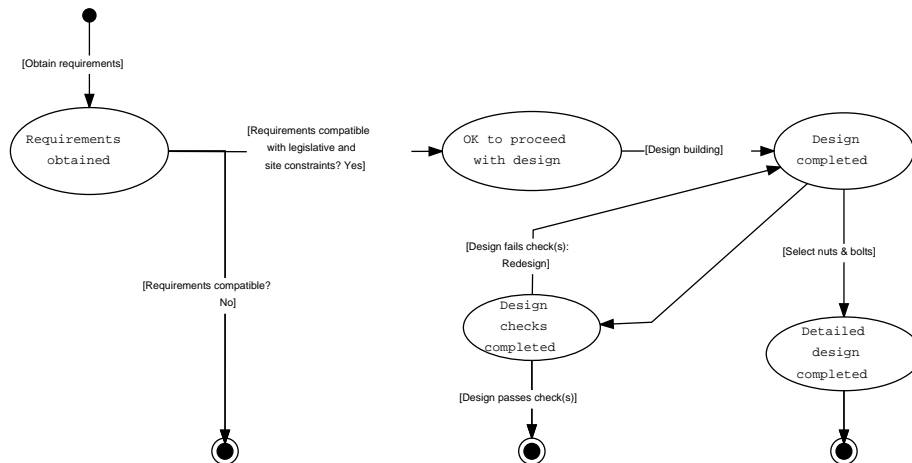 [Obtain requirements]
Requirements
obtained
[Requirements compatible
with legislative and
site constraints? Yes]
OK to proceed
with design
[Design building]
Design
completed
[Design fails check(s):
Redesign]
[Select nuts & bolts]
[Requirements compatible?
No]
Design
checks
completed
Detailed
design
completed
[Design passes check(s)]